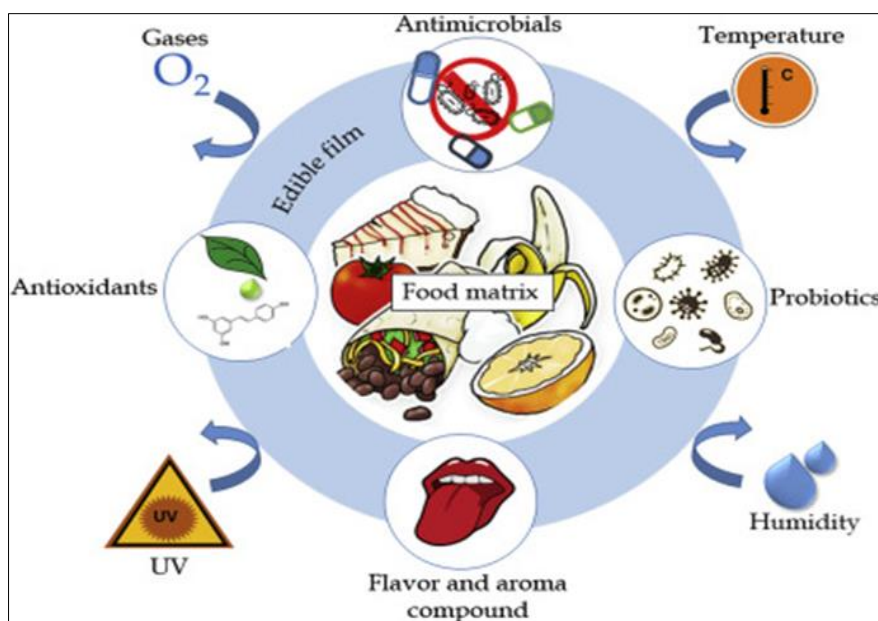 Gases
O2
Antimicrobials
Temperature
C
Edible film
Antioxidants
Food matrix
Probiotics
UV
UV
Humidity
Flavor and aroma
compound